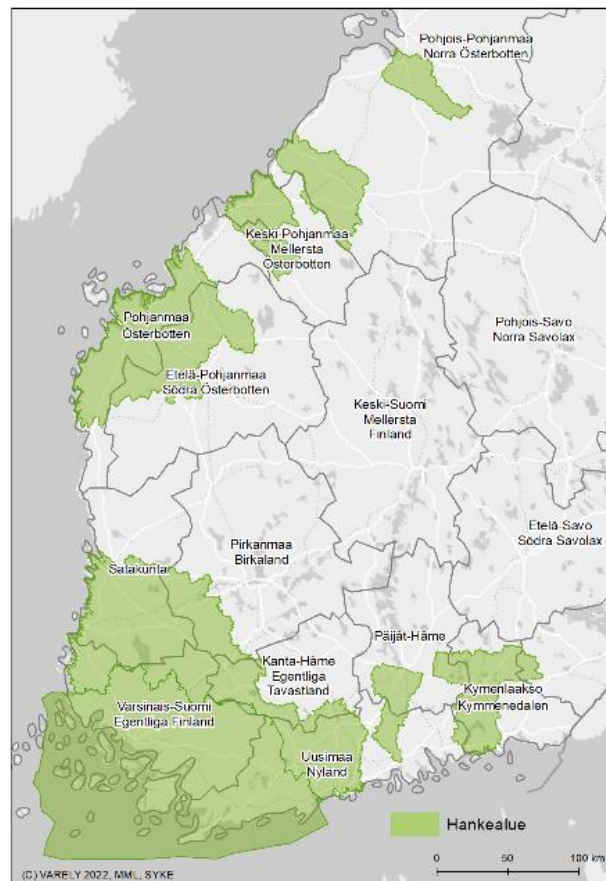 Pohjois-Pohjanmaa
Norra Österbotten
Keski-Pohjanmaa
Mellersta
Österbotten
Pohjanmaa
Österbotten
Pohjois-Savo
Norra Savolax
Etelä-Pohjanmaa
Södra Österbotten
Keski-Suomi
Mellersta
Finland
Etelä-Savo
Södra Savolax
Pirkanmaa
Birkaland
Satakunta
Päijät-Häme
Kanta-Häme
Egentliga
Tavastland
Kymenlaakso
Kymmenedalen
Varsinais-Suomi
Egentliga Finland
Uusimaa
Nyland
Hankealue
0 50 100 km
(C) VARELY 2022, MML, SYKE